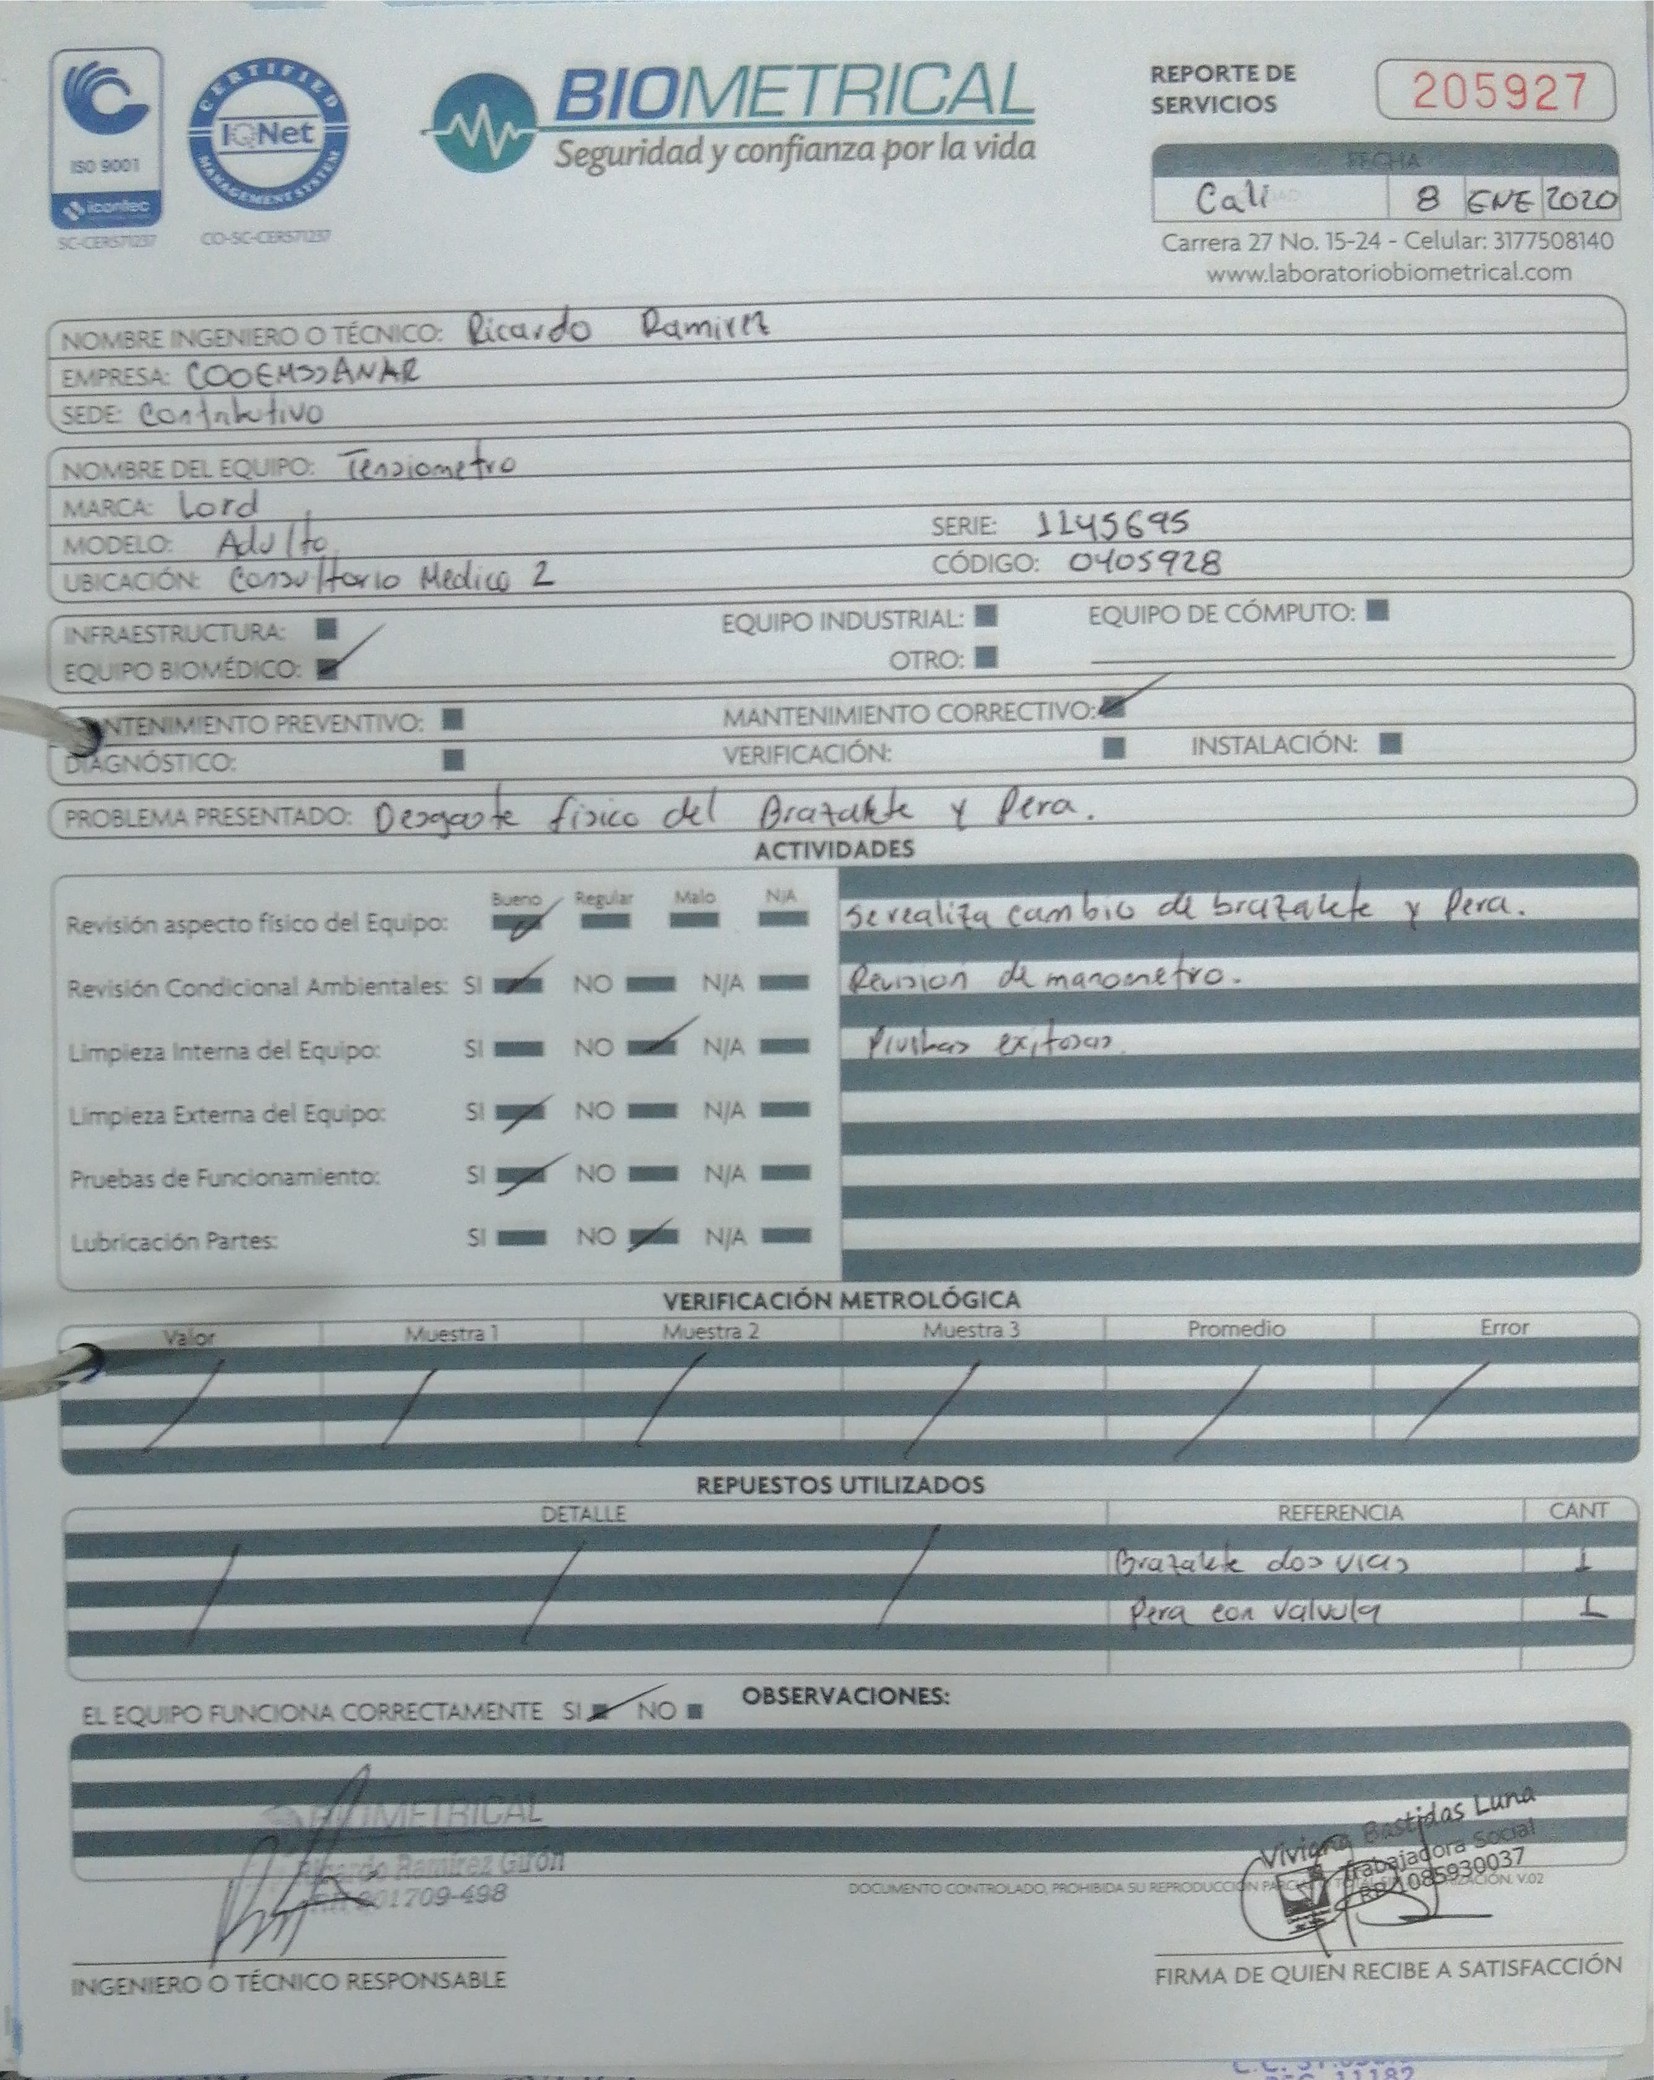 ISO 9001
icontec
SC-CER571237
CERTIFIED
IQNet
MANAGEMENT SYSTEM
CO-SC-CER571237
BIOMETRICAL
Seguridad y confianza por la vida
REPORTE DE
SERVICIOS
205927
FECHA
Cali 8 ENE 2020
Carrera 27 No. 15-24 - Celular: 3177508140
www.laboratoriobiometrical.com
NOMBRE INGENIERO O TÉCNICO: Ricardo Ramirez
EMPRESA: COOEMSSANAR
SEDE: Contributivo
NOMBRE DEL EQUIPO: Tensiometro
MARCA: Lord
SERIE: 1145695
MODELO: Adulto
CÓDIGO: 0405928
UBICACIÓN: Consultorio Medico 2
INFRAESTRUCTURA: EQUIPO INDUSTRIAL: EQUIPO DE CÓMPUTO:
EQUIPO BIOMÉDICO: OTRO:
NTENIMIENTO PREVENTIVO: MANTENIMIENTO CORRECTIVO:
DIAGNÓSTICO: VERIFICACIÓN: INSTALACIÓN:
PROBLEMA PRESENTADO: Desgaste fisico del Brazalete y Pera.
ACTIVIDADES
Bueno Regular Malo N/A
Revisión aspecto físico del Equipo:
Revisión Condicional Ambientales: SI NO N/A
Limpieza Interna del Equipo: SI NO N/A
Limpieza Externa del Equipo: SI NO N/A
Pruebas de Funcionamiento: SI NO N/A
Lubricación Partes: SI NO N/A
Se realiza cambio de brazalete y Pera.
Revision de manometro.
Pruebas exitosas.
VERIFICACIÓN METROLÓGICA
Valor Muestra 1 Muestra 2 Muestra 3 Promedio Error
REPUESTOS UTILIZADOS
DETALLE REFERENCIA CANT
Brazalete dos vias 1
Pera con valvula 1
EL EQUIPO FUNCIONA CORRECTAMENTE SI NO
OBSERVACIONES:
BIOMETRICAL
Ricardo Ramírez Girón
201709-498
Viviana Bastidas Luna
Trabajadora Social
RP 1085930037
DOCUMENTO CONTROLADO, PROHIBIDA SU REPRODUCCIÓN V.02
INGENIERO O TÉCNICO RESPONSABLE
FIRMA DE QUIEN RECIBE A SATISFACCIÓN